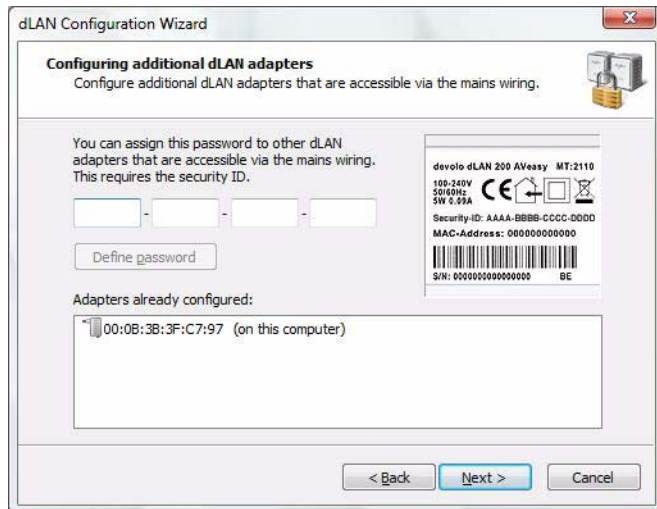 dLAN Configuration Wizard
Configuring additional dLAN adapters
Configure additional dLAN adapters that are accessible via the mains wiring.
You can assign this password to other dLAN
adapters that are accessible via the mains wiring.
This requires the security ID.
- - -
Define password
devolo dLAN 200 AVeasy MT:2110
100-240V
50/60Hz
5W 0.09A
CE
Security-ID: AAAA-BBBB-CCCC-DDDD
MAC-Address: 000000000000
S/N: 0000000000000000 BE
Adapters already configured:
00:0B:3B:3F:C7:97 (on this computer)
< Back
Next >
Cancel